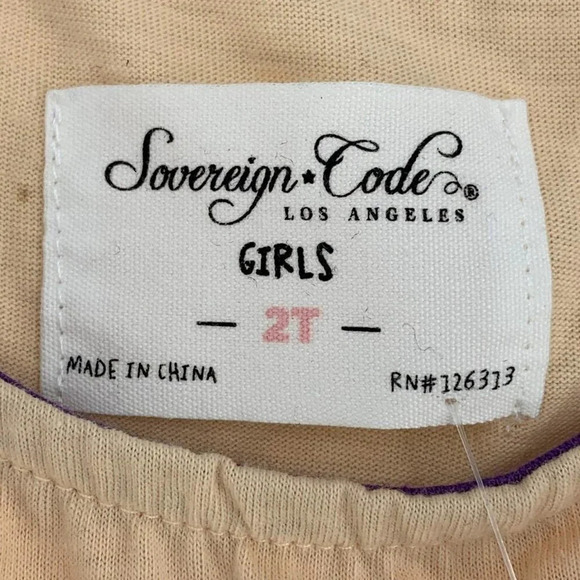 Sovereign★Code®
LOS ANGELES
GIRLS
— 2T —
MADE IN CHINA
RN#126313